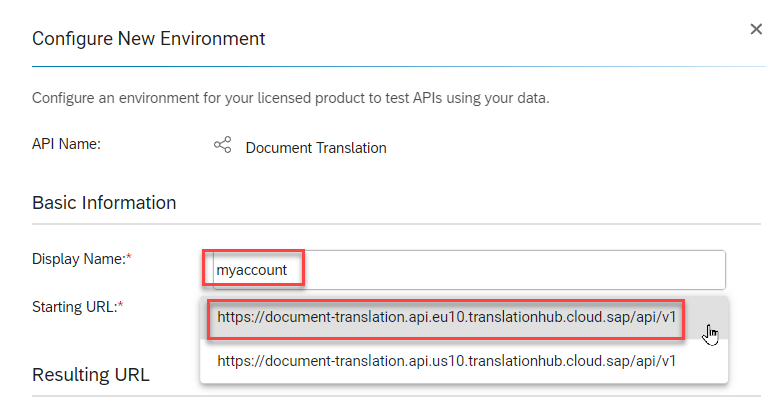 Configure New Environment
Configure an environment for your licensed product to test APIs using your data.
API Name: Document Translation
Basic Information
Display Name:* myaccount
Starting URL:* https://document-translation.api.eu10.translationhub.cloud.sap/api/v1
https://document-translation.api.us10.translationhub.cloud.sap/api/v1
Resulting URL